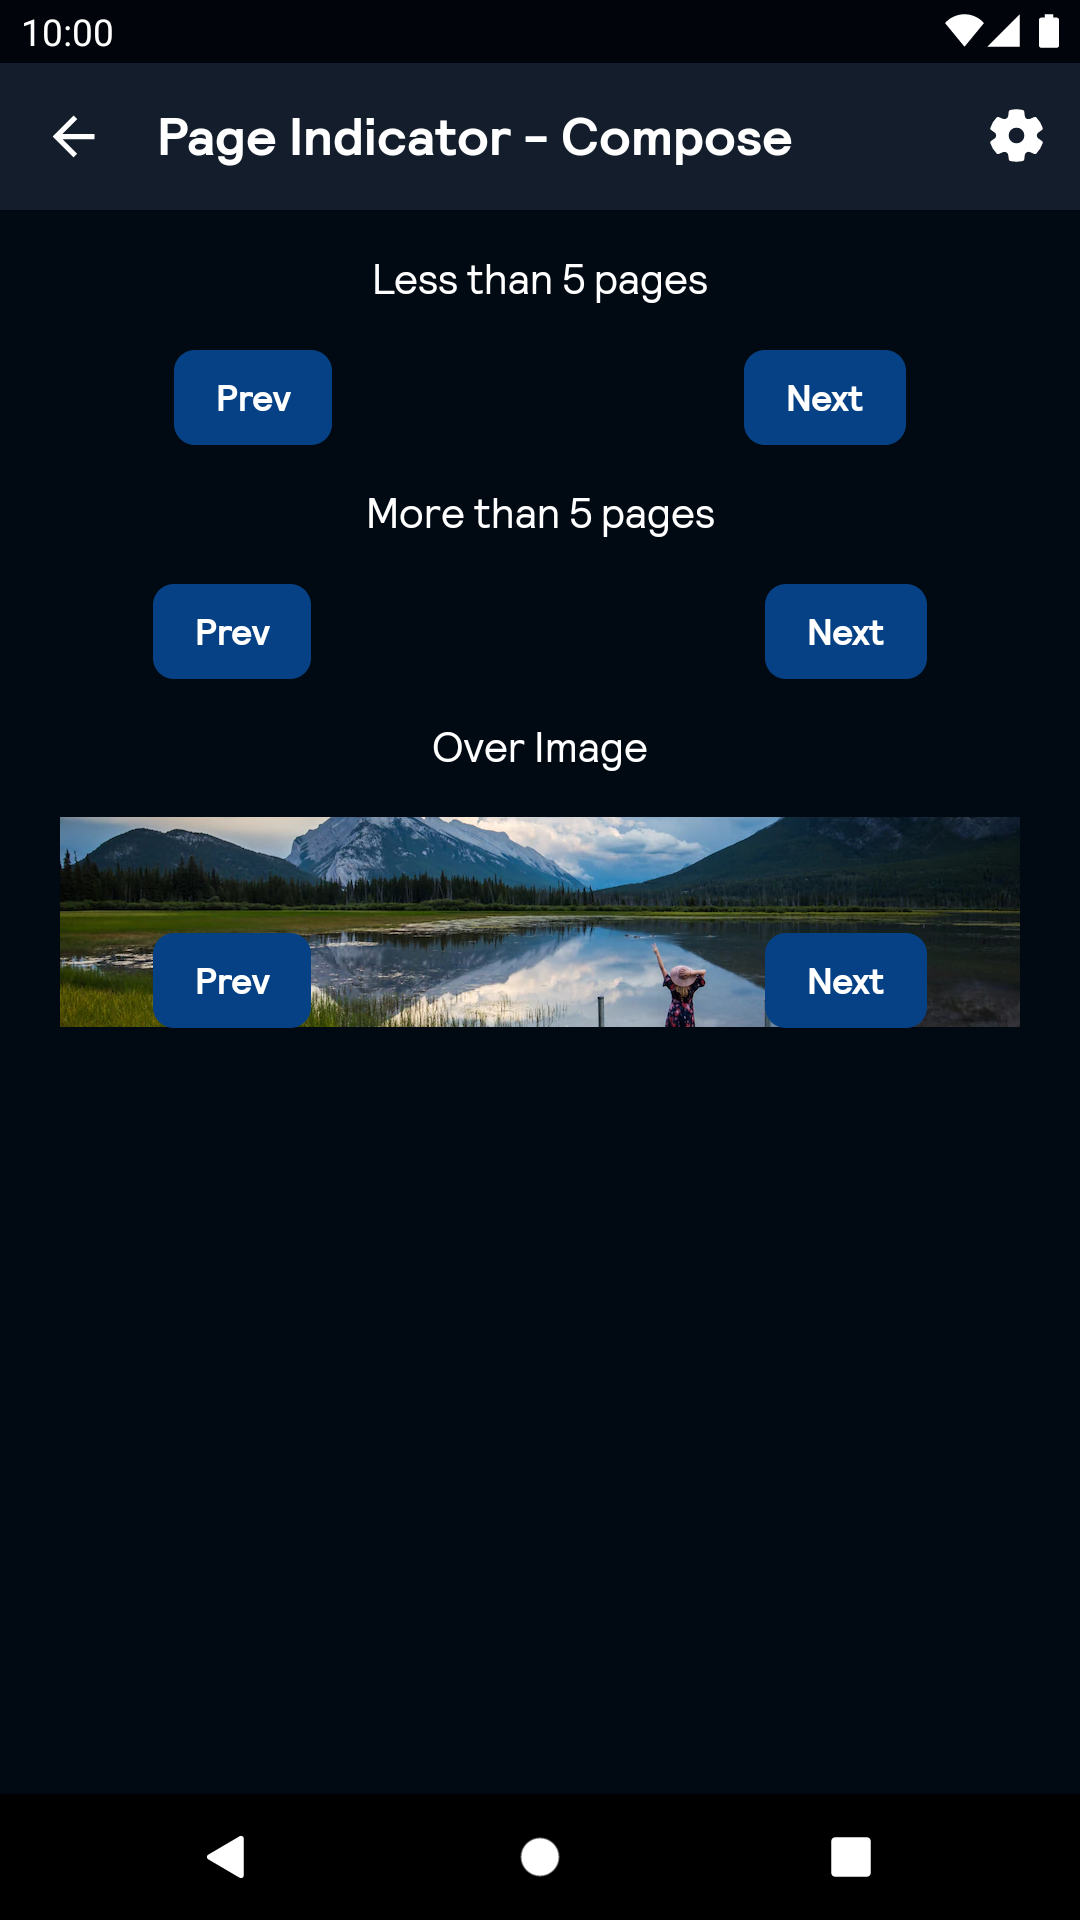 10:00
Page Indicator - Compose
Less than 5 pages
Prev Next
More than 5 pages
Prev Next
Over Image
Prev Next